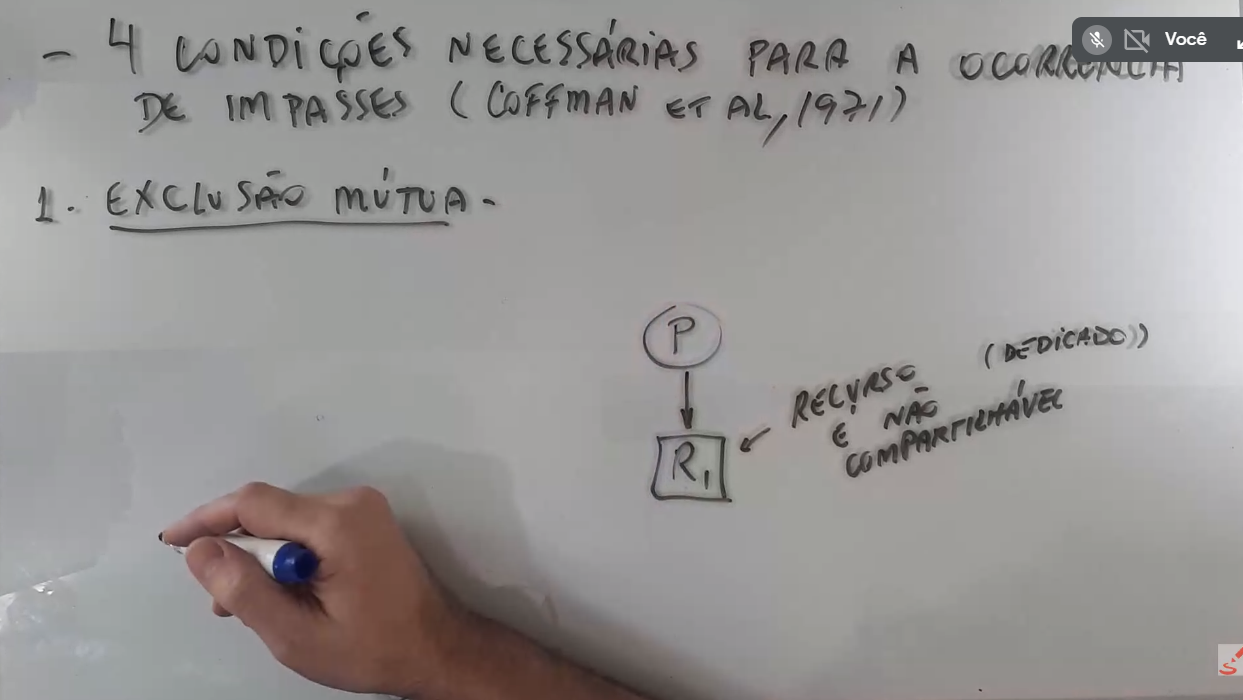 - 4 CONDIÇÕES NECESSÁRIAS PARA A OCORRÊNCIA
DE IMPASSES (COFFMAN ET AL, 1971)
1. EXCLUSÃO MÚTUA -
P
R1
RECURSO (DEDICADO))
E NÃO
COMPARTILHÁVEL
Você